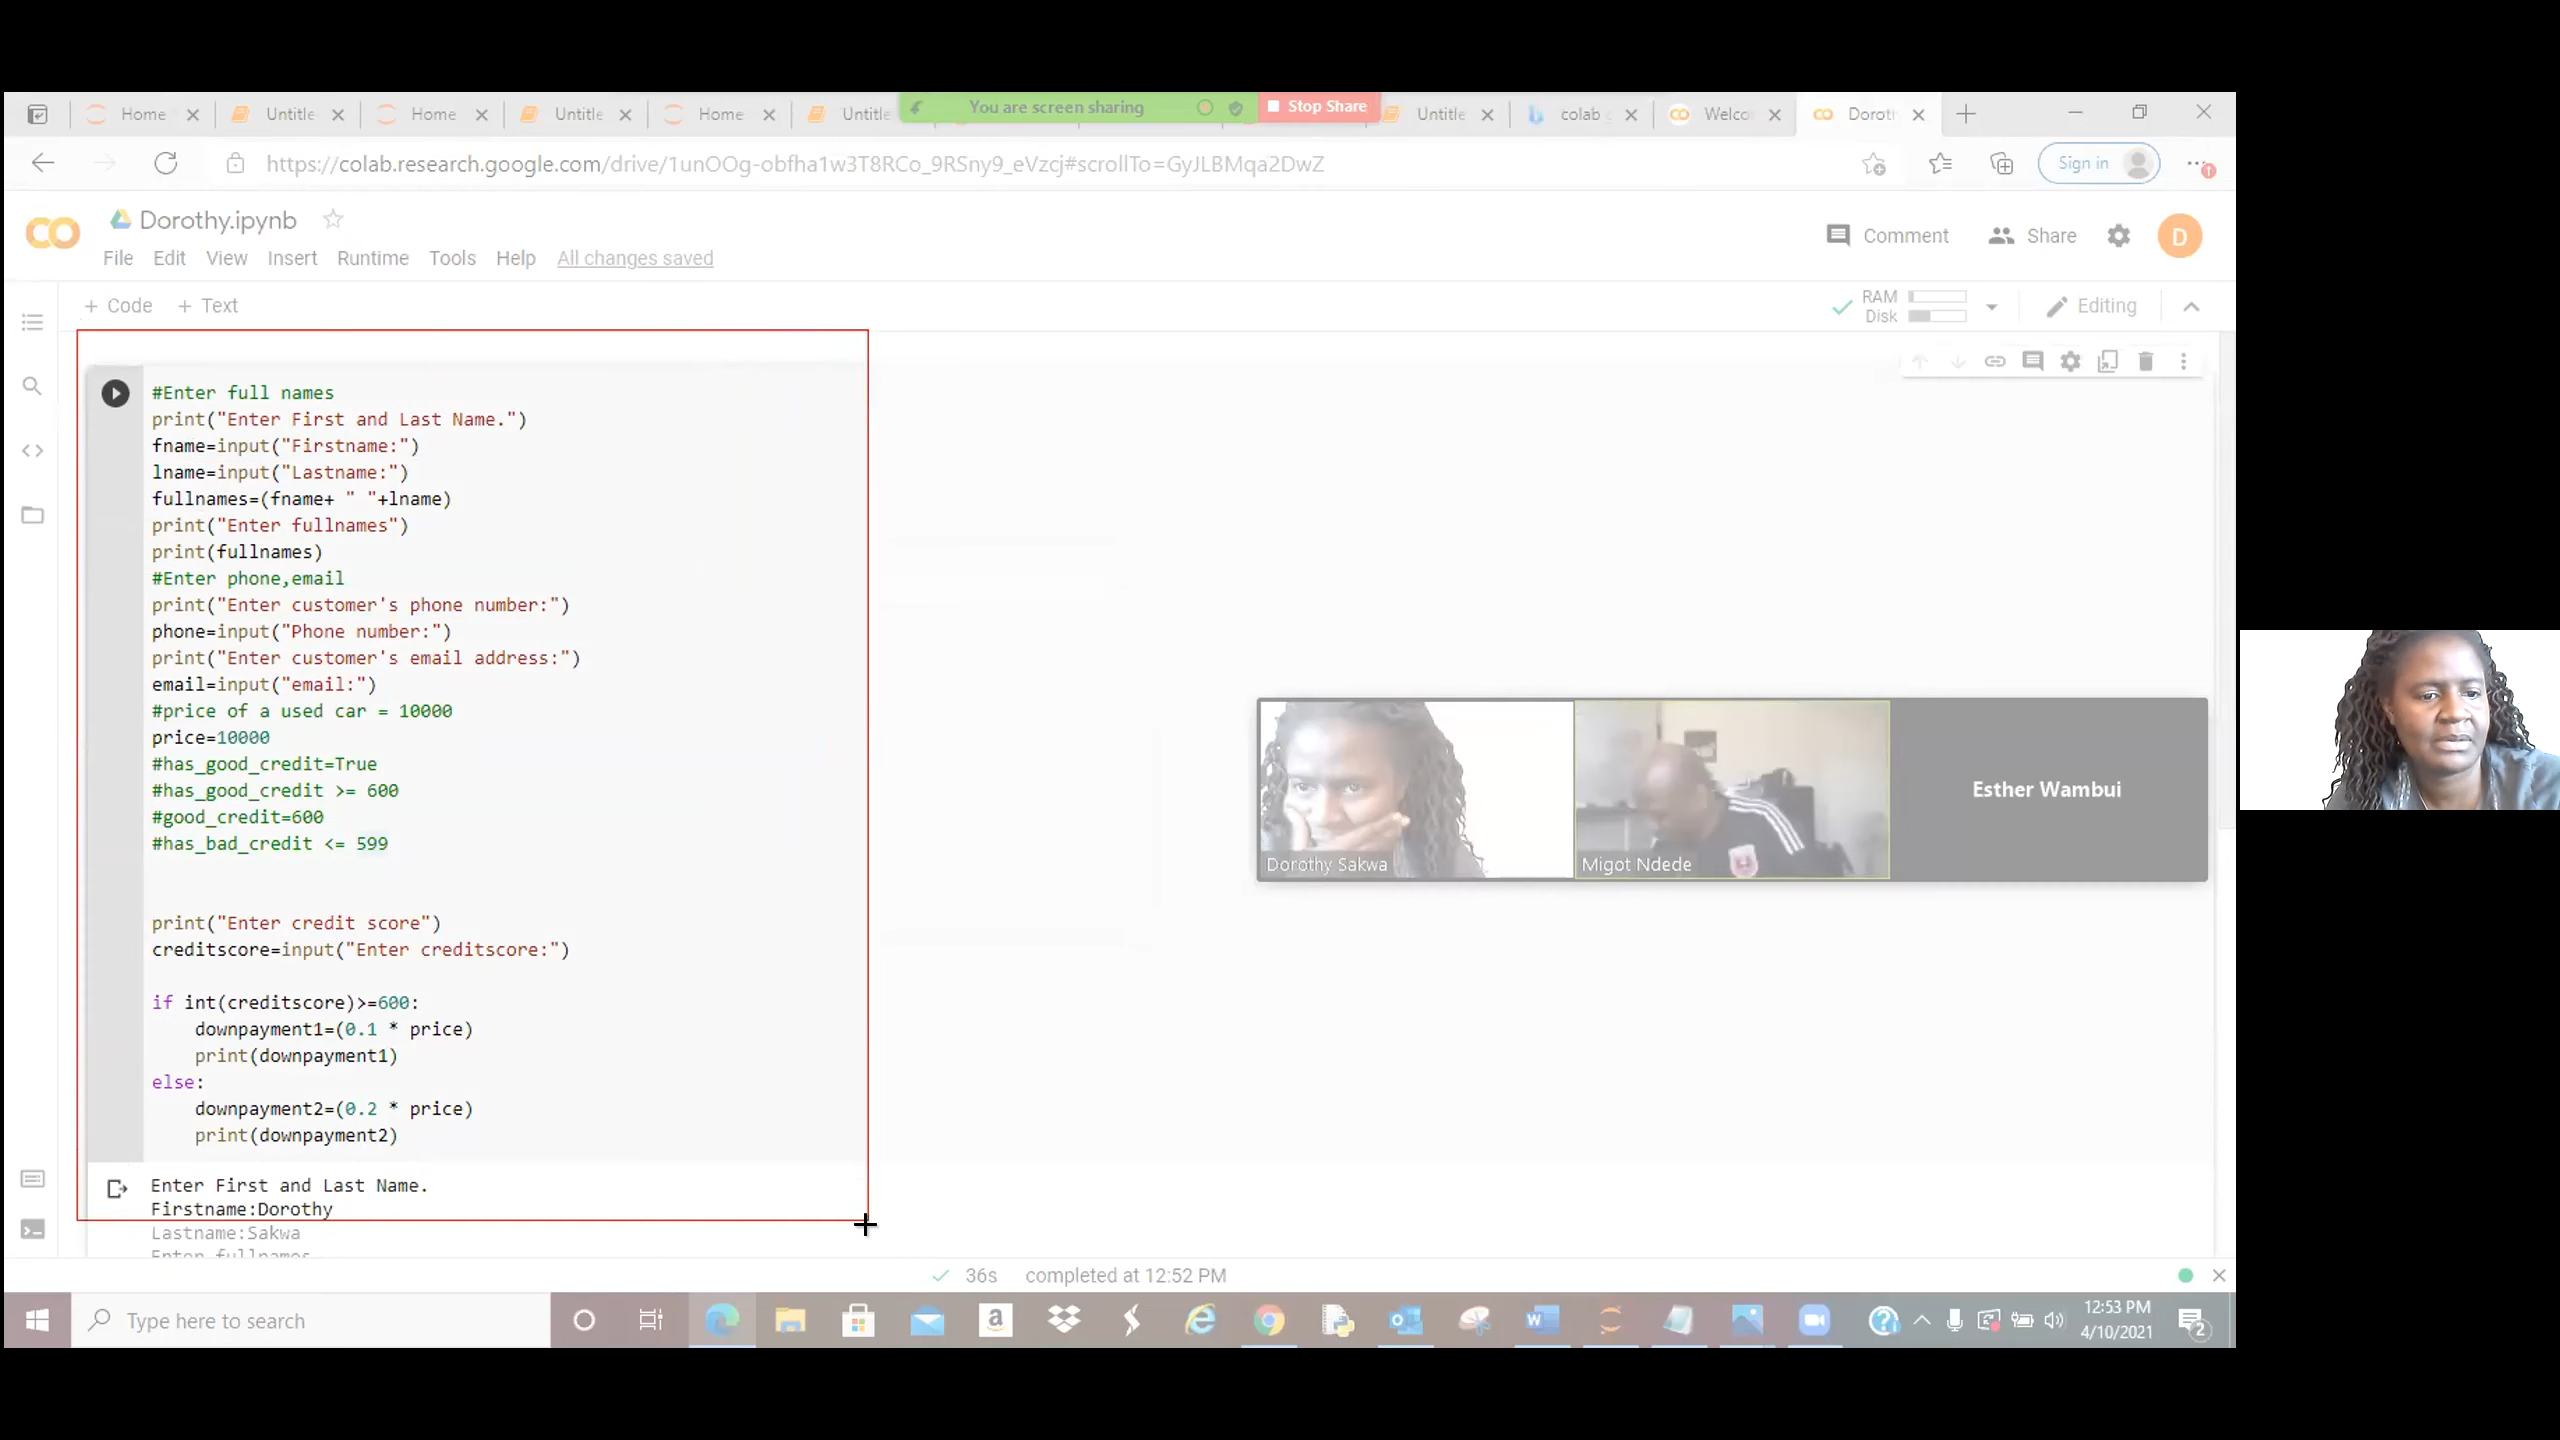 Home
Untitle
Home
Untitle
Home
Untitle
You are screen sharing
Stop Share
Untitle
colab
Welco
Doroth
https://colab.research.google.com/drive/1unOOg-obfha1w3T8RCo_9RSny9_eVzcj#scrollTo=GyJLBMqa2DwZ
Sign in
Dorothy.ipynb
File Edit View Insert Runtime Tools Help All changes saved
Comment
Share
D
+ Code + Text
RAM
Disk
Editing
#Enter full names
print("Enter First and Last Name.")
fname=input("Firstname:")
lname=input("Lastname:")
fullnames=(fname+ " "+lname)
print("Enter fullnames")
print(fullnames)
#Enter phone,email
print("Enter customer's phone number:")
phone=input("Phone number:")
print("Enter customer's email address:")
email=input("email:")
#price of a used car = 10000
price=10000
#has_good_credit=True
#has_good_credit >= 600
#good_credit=600
#has_bad_credit <= 599
print("Enter credit score")
creditscore=input("Enter creditscore:")
if int(creditscore)>=600:
    downpayment1=(0.1 * price)
    print(downpayment1)
else:
    downpayment2=(0.2 * price)
    print(downpayment2)
Enter First and Last Name.
Firstname:Dorothy
Lastname:Sakwa
Enter fullnames
Dorothy Sakwa
Migot Ndede
Esther Wambui
36s completed at 12:52 PM
Type here to search
12:53 PM
4/10/2021
2